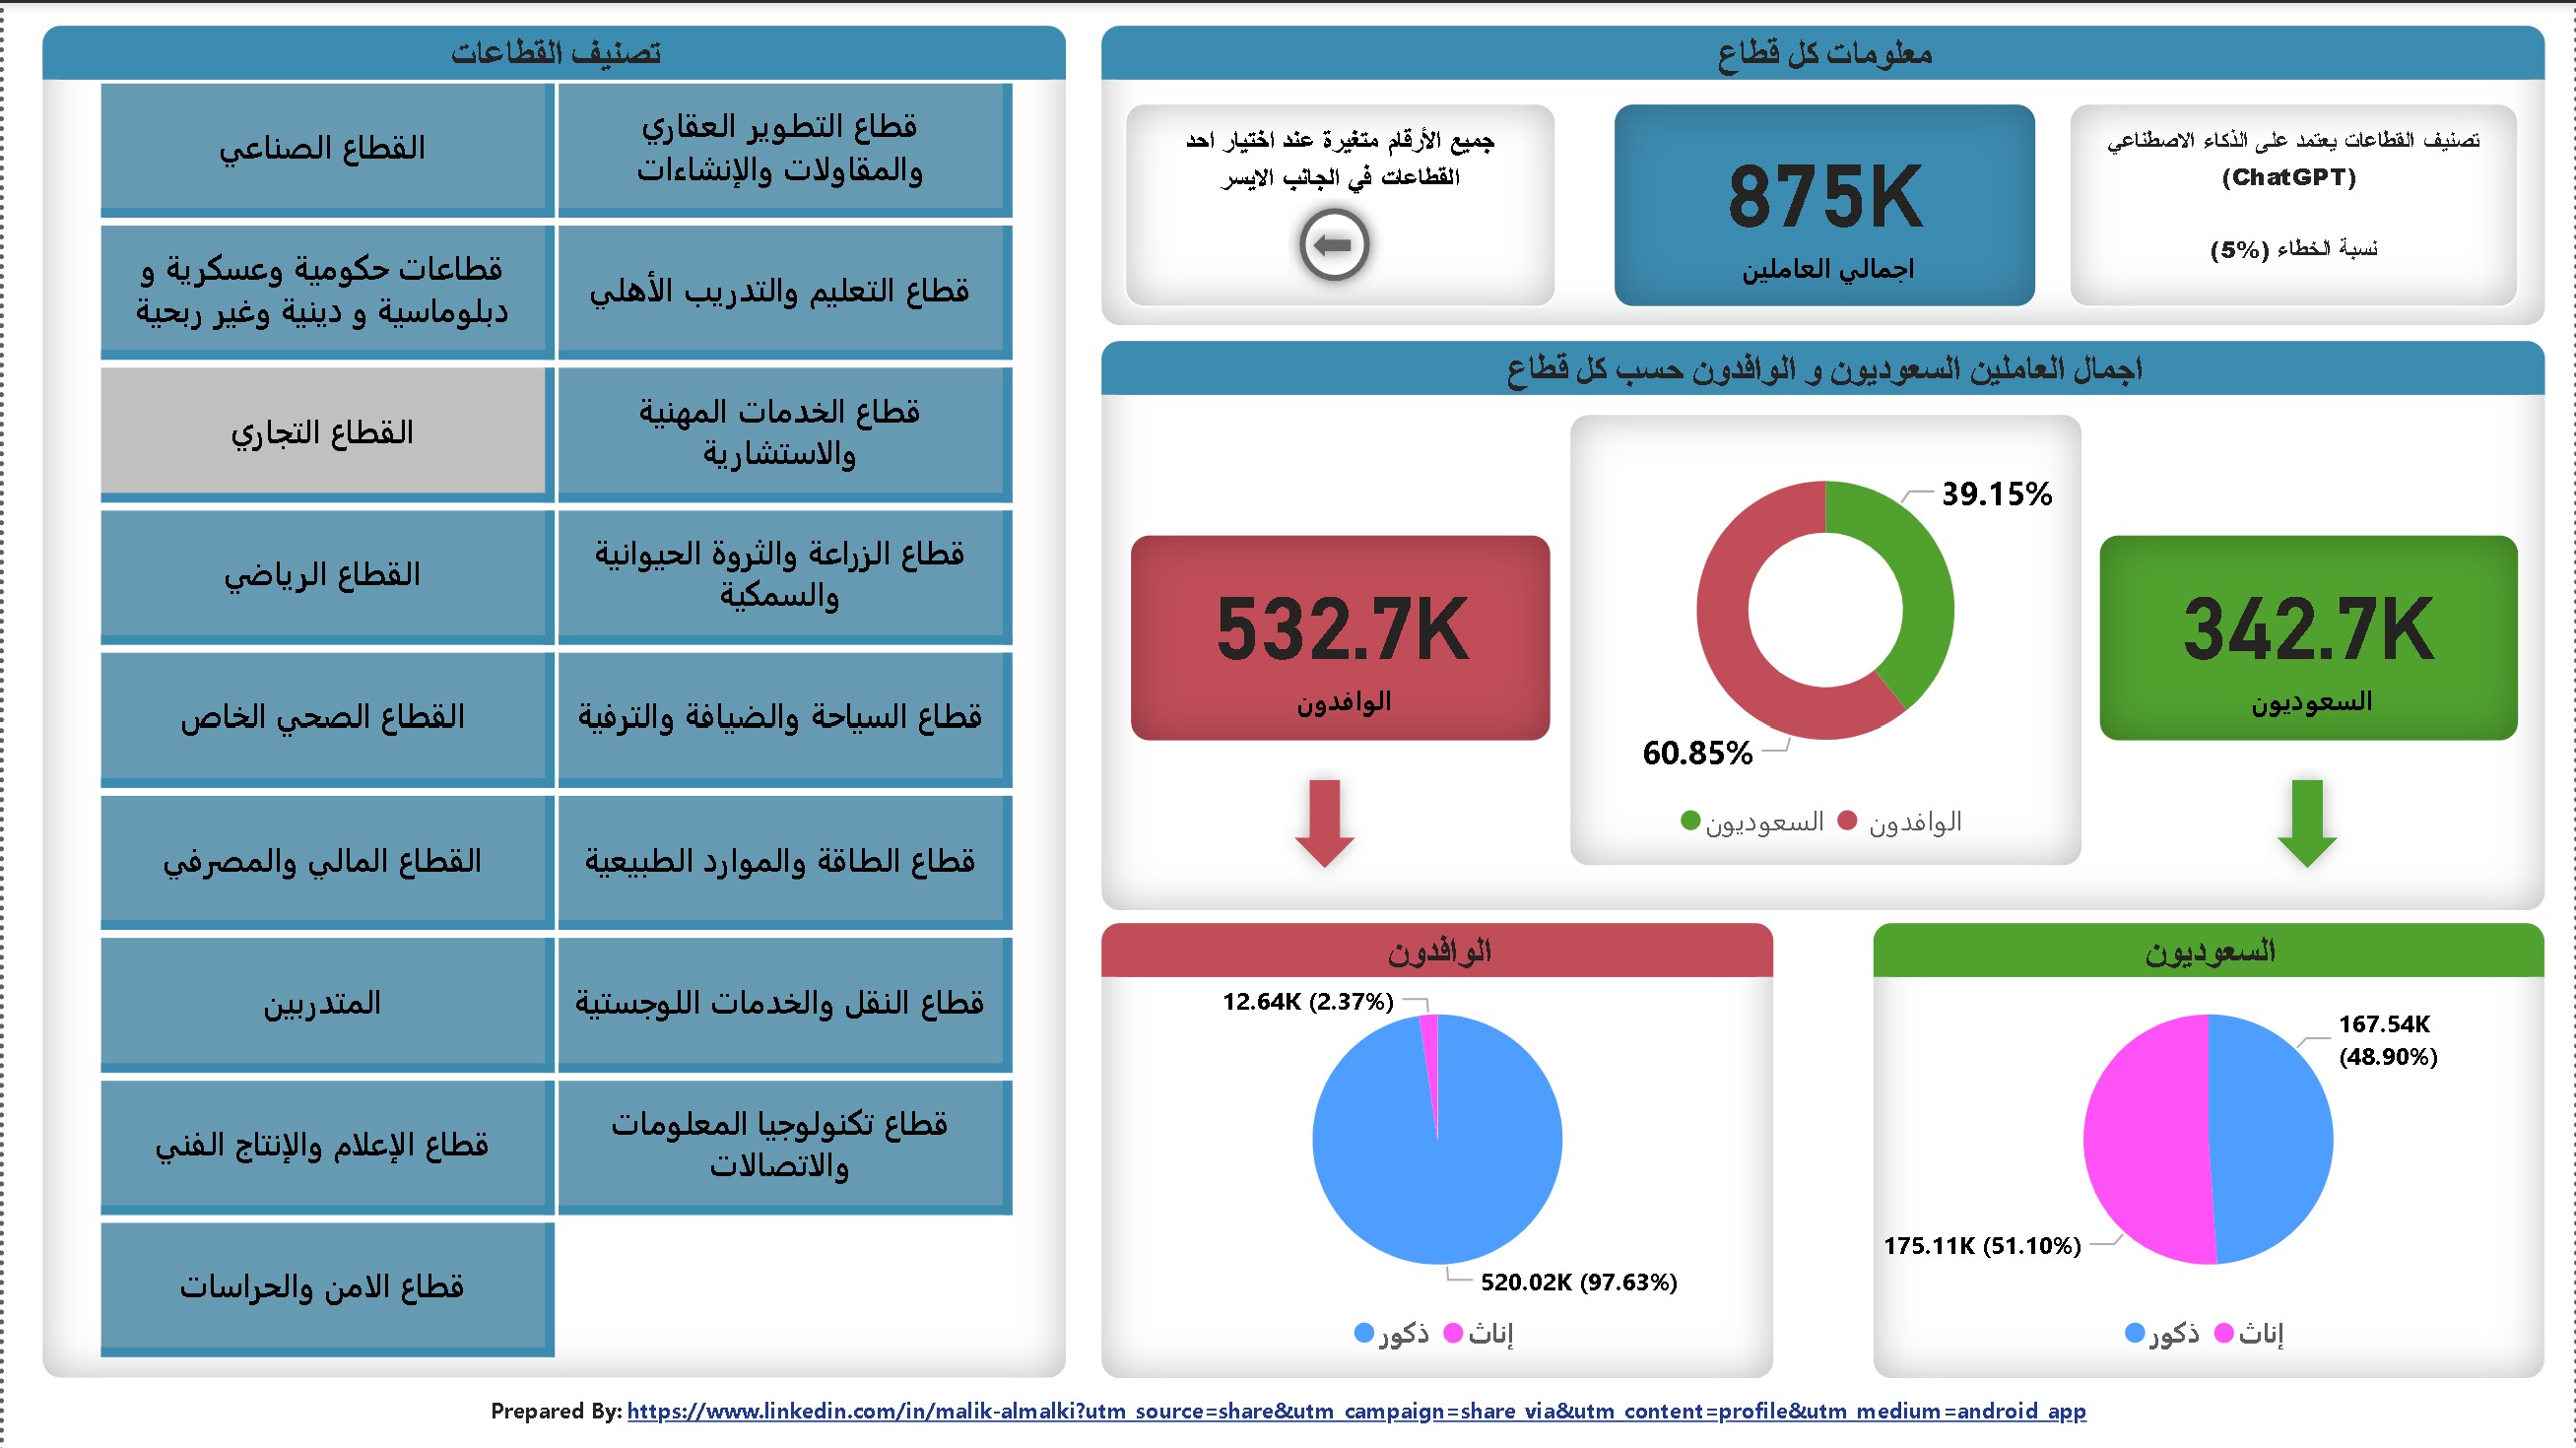 معلومات كل قطاع
تصنيف القطاعات يعتمد على الذكاء الاصطناعي
(ChatGPT)
نسبة الخطاء (5%)
875K
اجمالي العاملين
جميع الأرقام متغيرة عند اختيار احد
القطاعات في الجانب الايسر
اجمال العاملين السعوديون و الوافدون حسب كل قطاع
342.7K
السعوديون
39.15%
60.85%
الوافدون
السعوديون
532.7K
الوافدون
السعوديون
167.54K
(48.90%)
175.11K (51.10%)
إناث
ذكور
الوافدون
12.64K (2.37%)
520.02K (97.63%)
إناث
ذكور
تصنيف القطاعات
قطاع التطوير العقاري
والمقاولات والإنشاءات
القطاع الصناعي
قطاع التعليم والتدريب الأهلي
قطاعات حكومية وعسكرية و
دبلوماسية و دينية وغير ربحية
قطاع الخدمات المهنية
والاستشارية
القطاع التجاري
قطاع الزراعة والثروة الحيوانية
والسمكية
القطاع الرياضي
قطاع السياحة والضيافة والترفية
القطاع الصحي الخاص
قطاع الطاقة والموارد الطبيعية
القطاع المالي والمصرفي
قطاع النقل والخدمات اللوجستية
المتدربين
قطاع تكنولوجيا المعلومات
والاتصالات
قطاع الإعلام والإنتاج الفني
قطاع الامن والحراسات
Prepared By: https://www.linkedin.com/in/malik-almalki?utm_source=share&utm_campaign=share_via&utm_content=profile&utm_medium=android_app